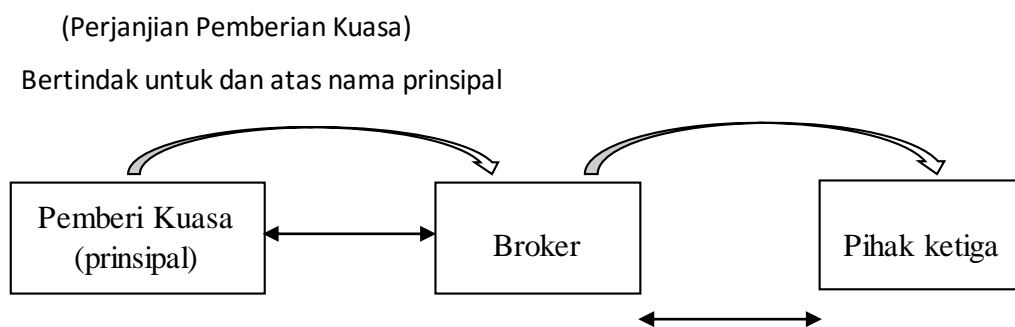 (Perjanjian Pemberian Kuasa)
Bertindak untuk dan atas nama prinsipal
Pemberi Kuasa
(prinsipal)
Broker
Pihak ketiga